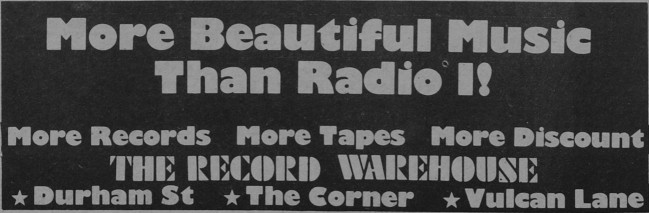 More Beautiful Music
Than Radio I!
More Records More Tapes More Discount
THE RECORD WAREHOUSE
★ Durham St ★ The Corner ★ Vulcan Lane